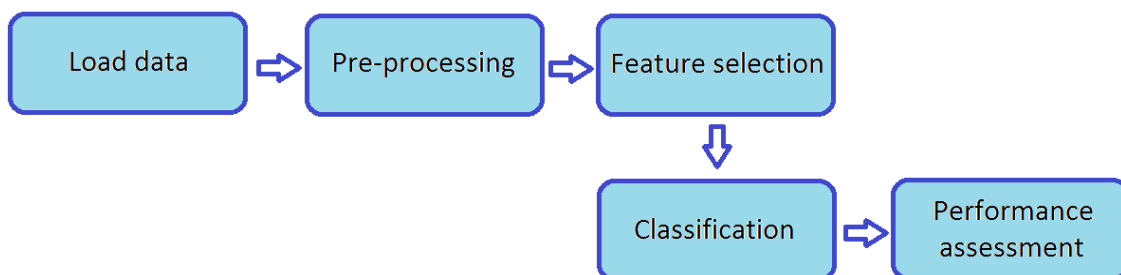 Load data
Pre-processing
Feature selection
Classification
Performance
assessment